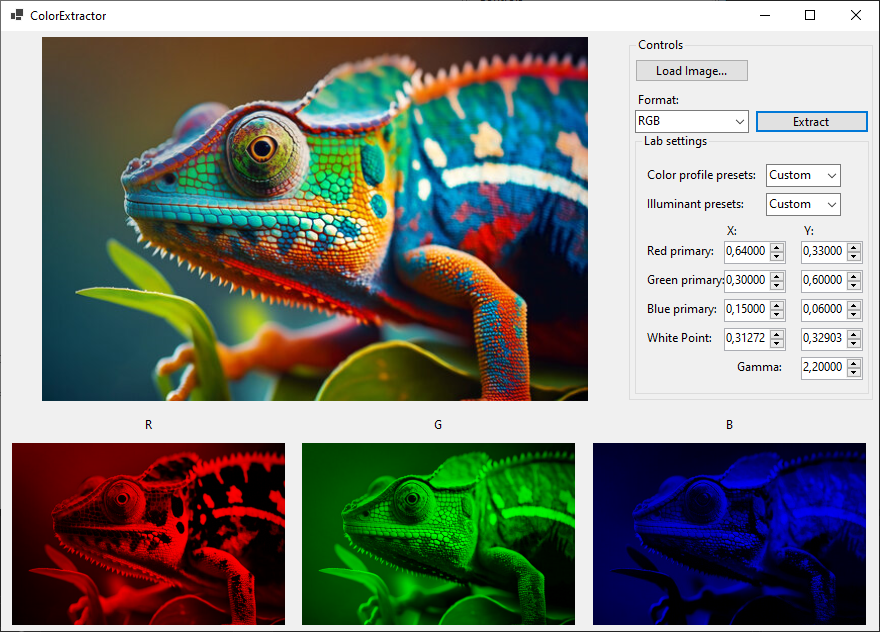 ColorExtractor
Controls
Load Image...
Format:
RGB
Extract
Lab settings
Color profile presets: Custom
Illuminant presets: Custom
X: Y:
Red primary: 0,64000 0,33000
Green primary: 0,30000 0,60000
Blue primary: 0,15000 0,06000
White Point: 0,31272 0,32903
Gamma: 2,20000
R G B